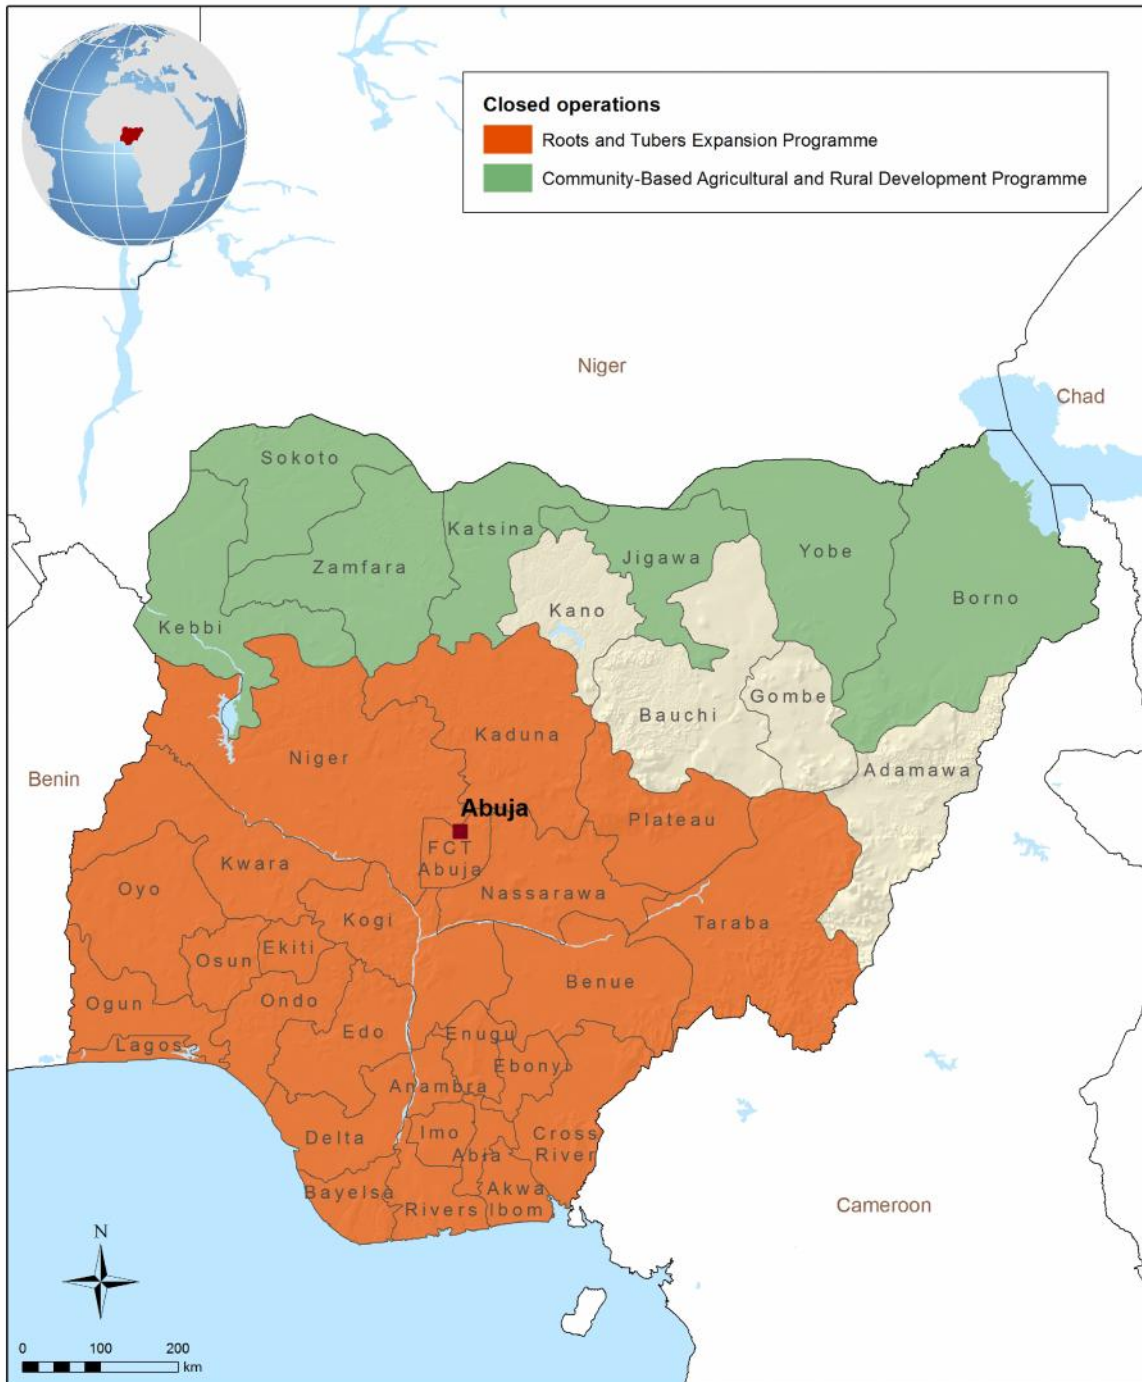 Closed operations
Roots and Tubers Expansion Programme
Community-Based Agricultural and Rural Development Programme
Niger
Chad
Sokoto
Katsina
Zamfara
Jigawa
Yobe
Kano
Borno
Kebbi
Gombe
Bauchi
Kaduna
Niger
Adamawa
Benin
Abuja
Plateau
FCT
Abuja
Kwara
Oyo
Nassarawa
Kogi
Taraba
Ekiti
Osun
Benue
Ogun
Ondo
Edo
Enugu
Lagos
Ebonyi
Anambra
Delta
Imo
Cross
River
Abia
Bayelsa
Akwa
Ibom
Rivers
Cameroon
N
0 100 200
km